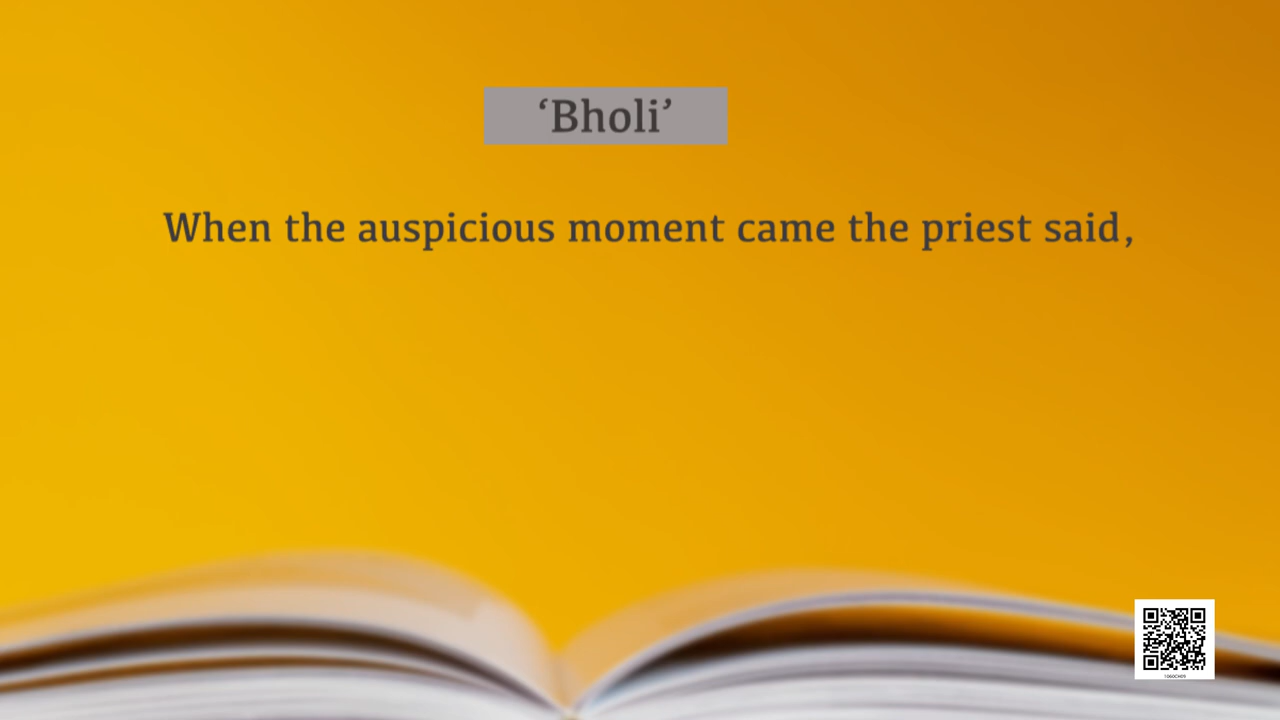 ‘Bholi’
When the auspicious moment came the priest said,